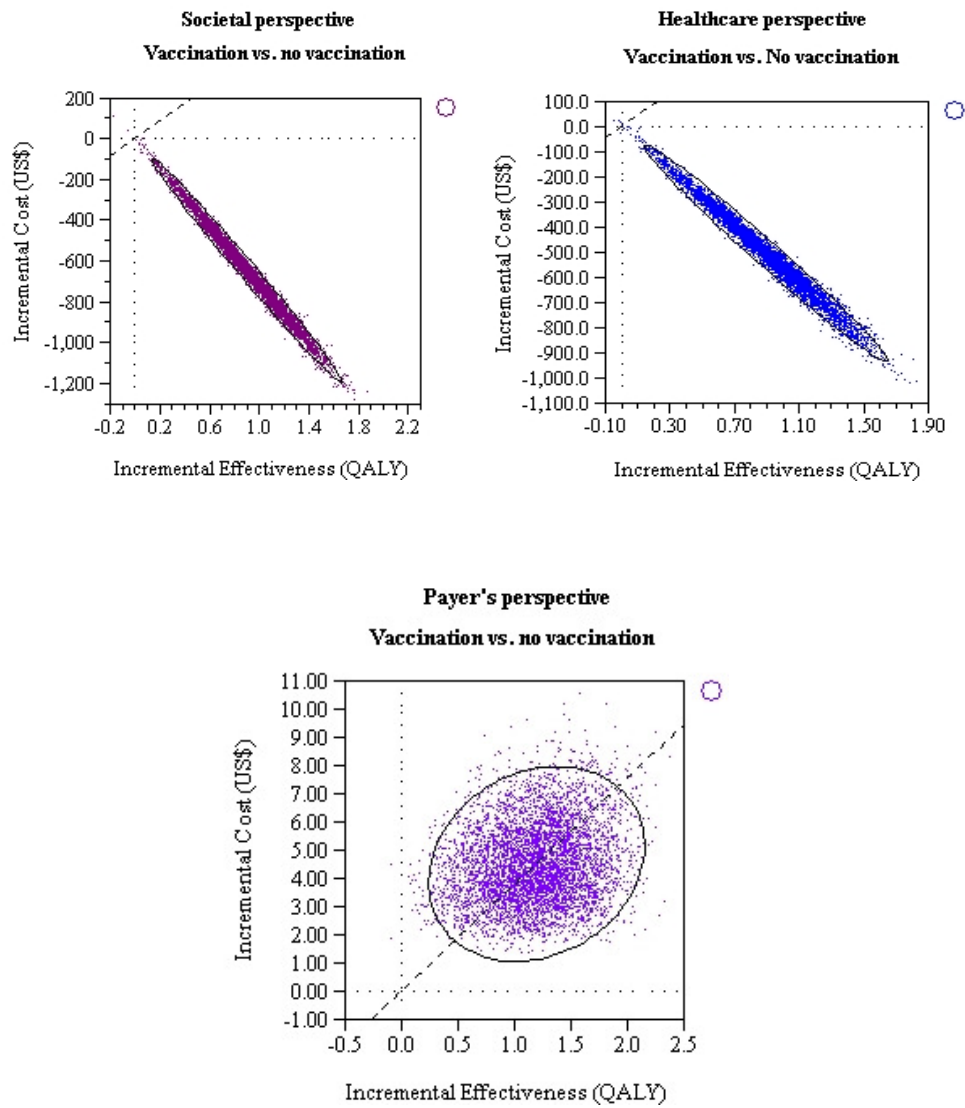 Societal perspective
Vaccination vs. no vaccination
200
0
-200
-400
-600
-800
-1,000
-1,200
Incremental Cost (US$)
-0.2 0.2 0.6 1.0 1.4 1.8 2.2
Incremental Effectiveness (QALY)
Healthcare perspective
Vaccination vs. No vaccination
100.0
0.0
-100.0
-200.0
-300.0
-400.0
-500.0
-600.0
-700.0
-800.0
-900.0
-1,000.0
-1,100.0
Incremental Cost (US$)
-0.10 0.30 0.70 1.10 1.50 1.90
Incremental Effectiveness (QALY)
Payer's perspective
Vaccination vs. no vaccination
11.00
10.00
9.00
8.00
7.00
6.00
5.00
4.00
3.00
2.00
1.00
0.00
-1.00
Incremental Cost (US$)
-0.5 0.0 0.5 1.0 1.5 2.0 2.5
Incremental Effectiveness (QALY)